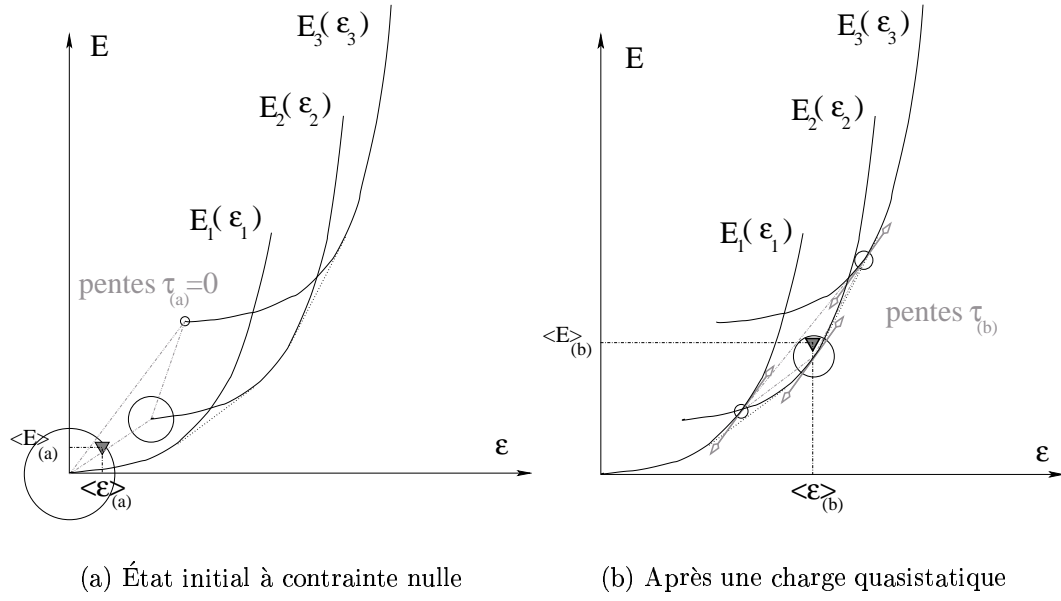 E
E₃(ε₃)
E₂(ε₂)
E₁(ε₁)
pentes τ(a)=0
<E>(a)
<ε>(a)
ε
(a) État initial à contrainte nulle
E
E₃(ε₃)
E₂(ε₂)
E₁(ε₁)
pentes τ(b)
<E>(b)
<ε>(b)
ε
(b) Après une charge quasistatique